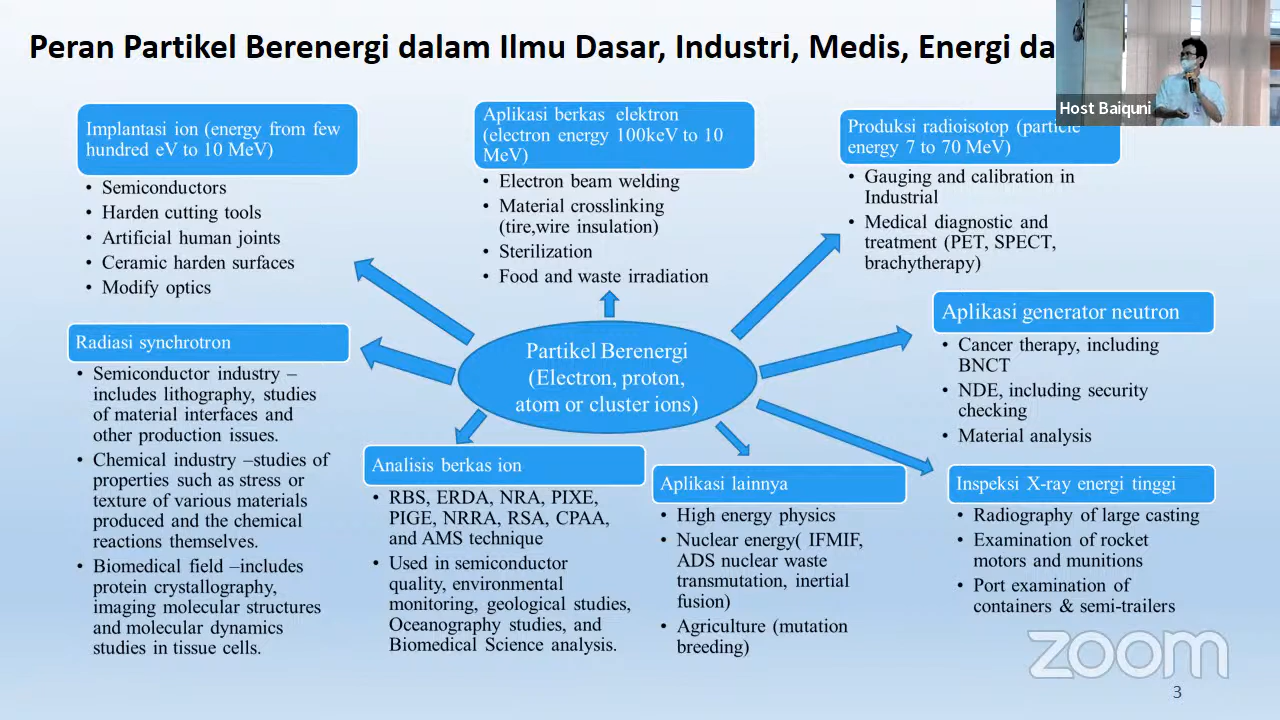 Peran Partikel Berenergi dalam Ilmu Dasar, Industri, Medis, Energi da
Host Baiquni
Implantasi ion (energy from few
hundred eV to 10 MeV)
• Semiconductors
• Harden cutting tools
• Artificial human joints
• Ceramic harden surfaces
• Modify optics
Aplikasi berkas elektron
(electron energy 100keV to 10
MeV)
• Electron beam welding
• Material crosslinking
(tire,wire insulation)
• Sterilization
• Food and waste irradiation
Produksi radioisotop (particle
energy 7 to 70 MeV)
• Gauging and calibration in
Industrial
• Medical diagnostic and
treatment (PET, SPECT,
brachytherapy)
Radiasi synchrotron
• Semiconductor industry –
includes lithography, studies
of material interfaces and
other production issues.
• Chemical industry –studies of
properties such as stress or
texture of various materials
produced and the chemical
reactions themselves.
• Biomedical field –includes
protein crystallography,
imaging molecular structures
and molecular dynamics
studies in tissue cells.
Partikel Berenergi
(Electron, proton,
atom or cluster ions)
Aplikasi generator neutron
• Cancer therapy, including
BNCT
• NDE, including security
checking
• Material analysis
Analisis berkas ion
• RBS, ERDA, NRA, PIXE,
PIGE, NRRA, RSA, CPAA,
and AMS technique
• Used in semiconductor
quality, environmental
monitoring, geological studies,
Oceanography studies, and
Biomedical Science analysis.
Aplikasi lainnya
• High energy physics
• Nuclear energy( IFMIF,
ADS nuclear waste
transmutation, inertial
fusion)
• Agriculture (mutation
breeding)
Inspeksi X-ray energi tinggi
• Radiography of large casting
• Examination of rocket
motors and munitions
• Port examination of
containers & semi-trailers
zoom
3